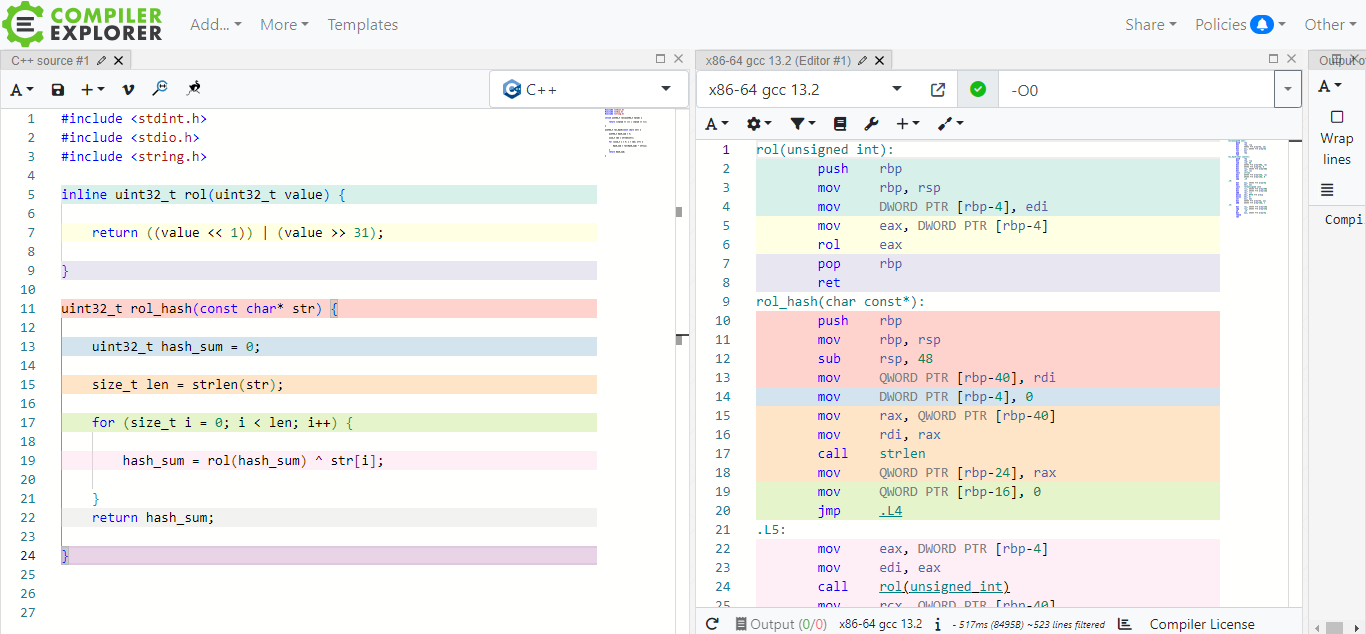 COMPILER
EXPLORER
Add...
More
Templates
Share
Policies
Other
C++ source #1
A
C++
1 #include <stdint.h>
2 #include <stdio.h>
3 #include <string.h>
4
5 inline uint32_t rol(uint32_t value) {
6
7 return ((value << 1)) | (value >> 31);
8
9 }
10
11 uint32_t rol_hash(const char* str) {
12
13 uint32_t hash_sum = 0;
14
15 size_t len = strlen(str);
16
17 for (size_t i = 0; i < len; i++) {
18
19 hash_sum = rol(hash_sum) ^ str[i];
20
21 }
22 return hash_sum;
23
24 }
25
26
27
x86-64 gcc 13.2 (Editor #1)
x86-64 gcc 13.2
-O0
A
1 rol(unsigned int):
2 push rbp
3 mov rbp, rsp
4 mov DWORD PTR [rbp-4], edi
5 mov eax, DWORD PTR [rbp-4]
6 rol eax
7 pop rbp
8 ret
9 rol_hash(char const*):
10 push rbp
11 mov rbp, rsp
12 sub rsp, 48
13 mov QWORD PTR [rbp-40], rdi
14 mov DWORD PTR [rbp-4], 0
15 mov rax, QWORD PTR [rbp-40]
16 mov rdi, rax
17 call strlen
18 mov QWORD PTR [rbp-24], rax
19 mov QWORD PTR [rbp-16], 0
20 jmp .L4
21 .L5:
22 mov eax, DWORD PTR [rbp-4]
23 mov edi, eax
24 call rol(unsigned int)
25 mov rcx, QWORD PTR [rbp-40]
Output (0/0) x86-64 gcc 13.2 i - 517ms (8495B) ~523 lines filtered Compiler License
Output of
A
Wrap
lines
Compi